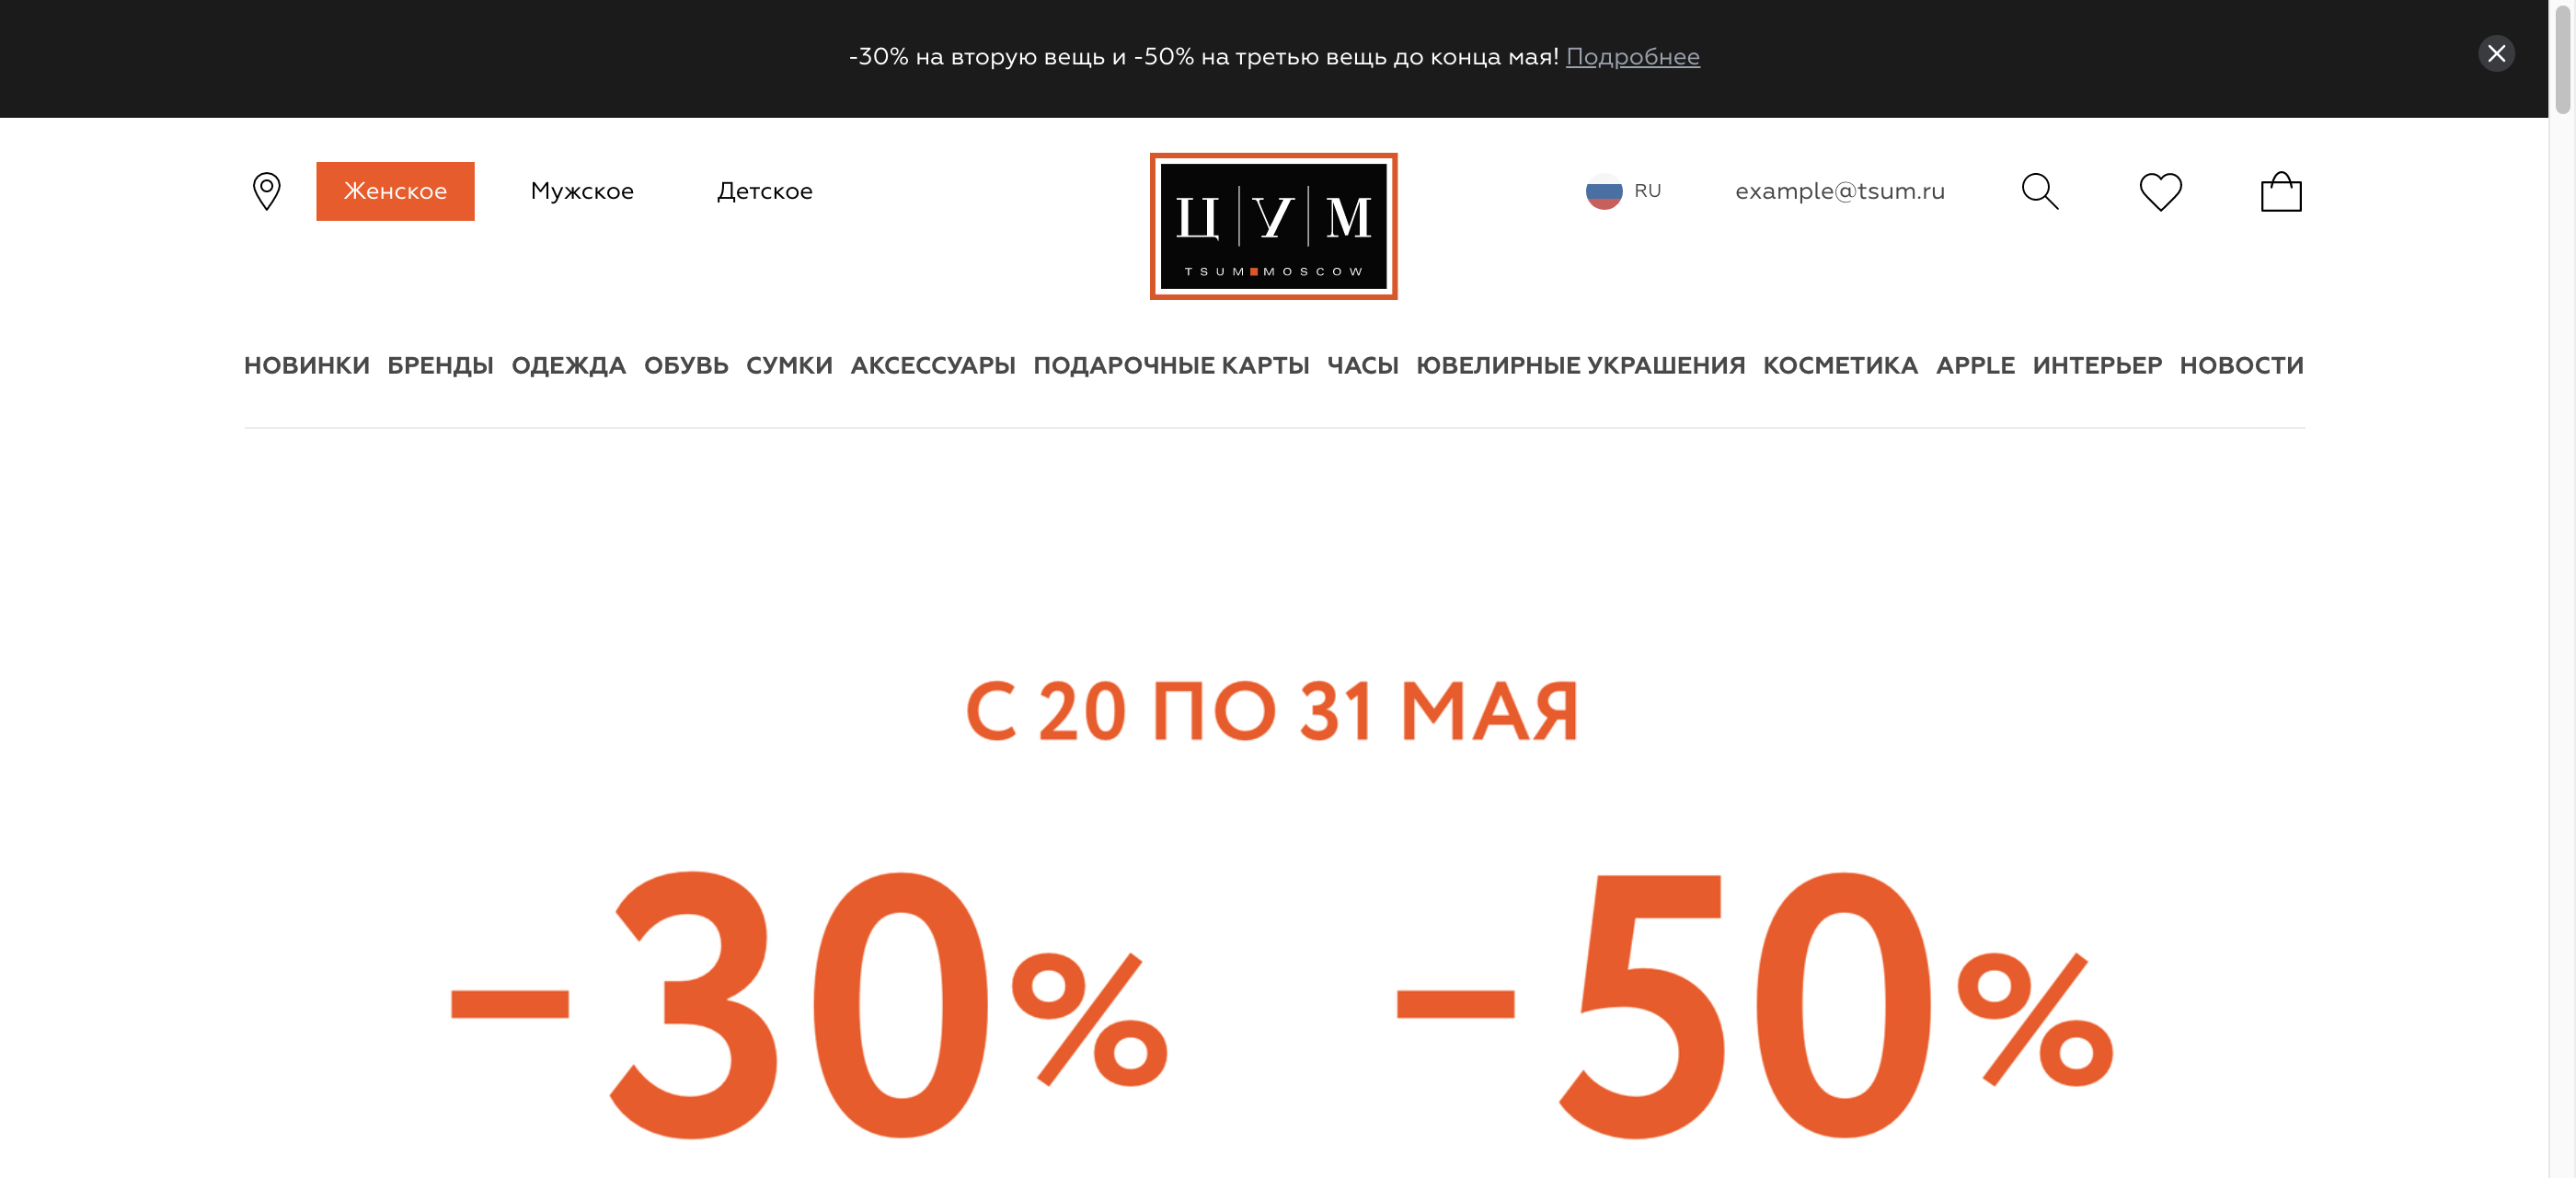 -30% на вторую вещь и -50% на третью вещь до конца мая! Подробнее
Женское Мужское Детское
ЦУМ
TSUM MOSCOW
RU example@tsum.ru
НОВИНКИ БРЕНДЫ ОДЕЖДА ОБУВЬ СУМКИ АКСЕССУАРЫ ПОДАРОЧНЫЕ КАРТЫ ЧАСЫ ЮВЕЛИРНЫЕ УКРАШЕНИЯ КОСМЕТИКА APPLE ИНТЕРЬЕР НОВОСТИ
С 20 ПО 31 МАЯ
–30% –50%